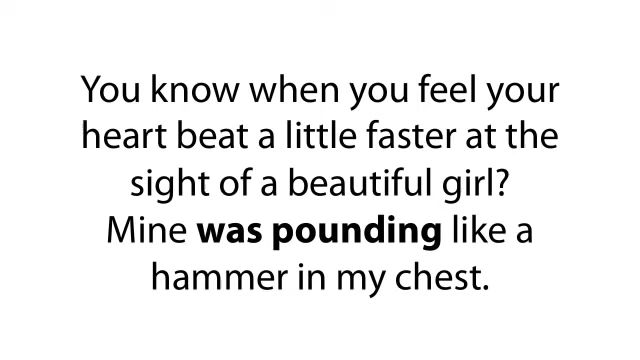 You know when you feel your
heart beat a little faster at the
sight of a beautiful girl?
Mine was pounding like a
hammer in my chest.